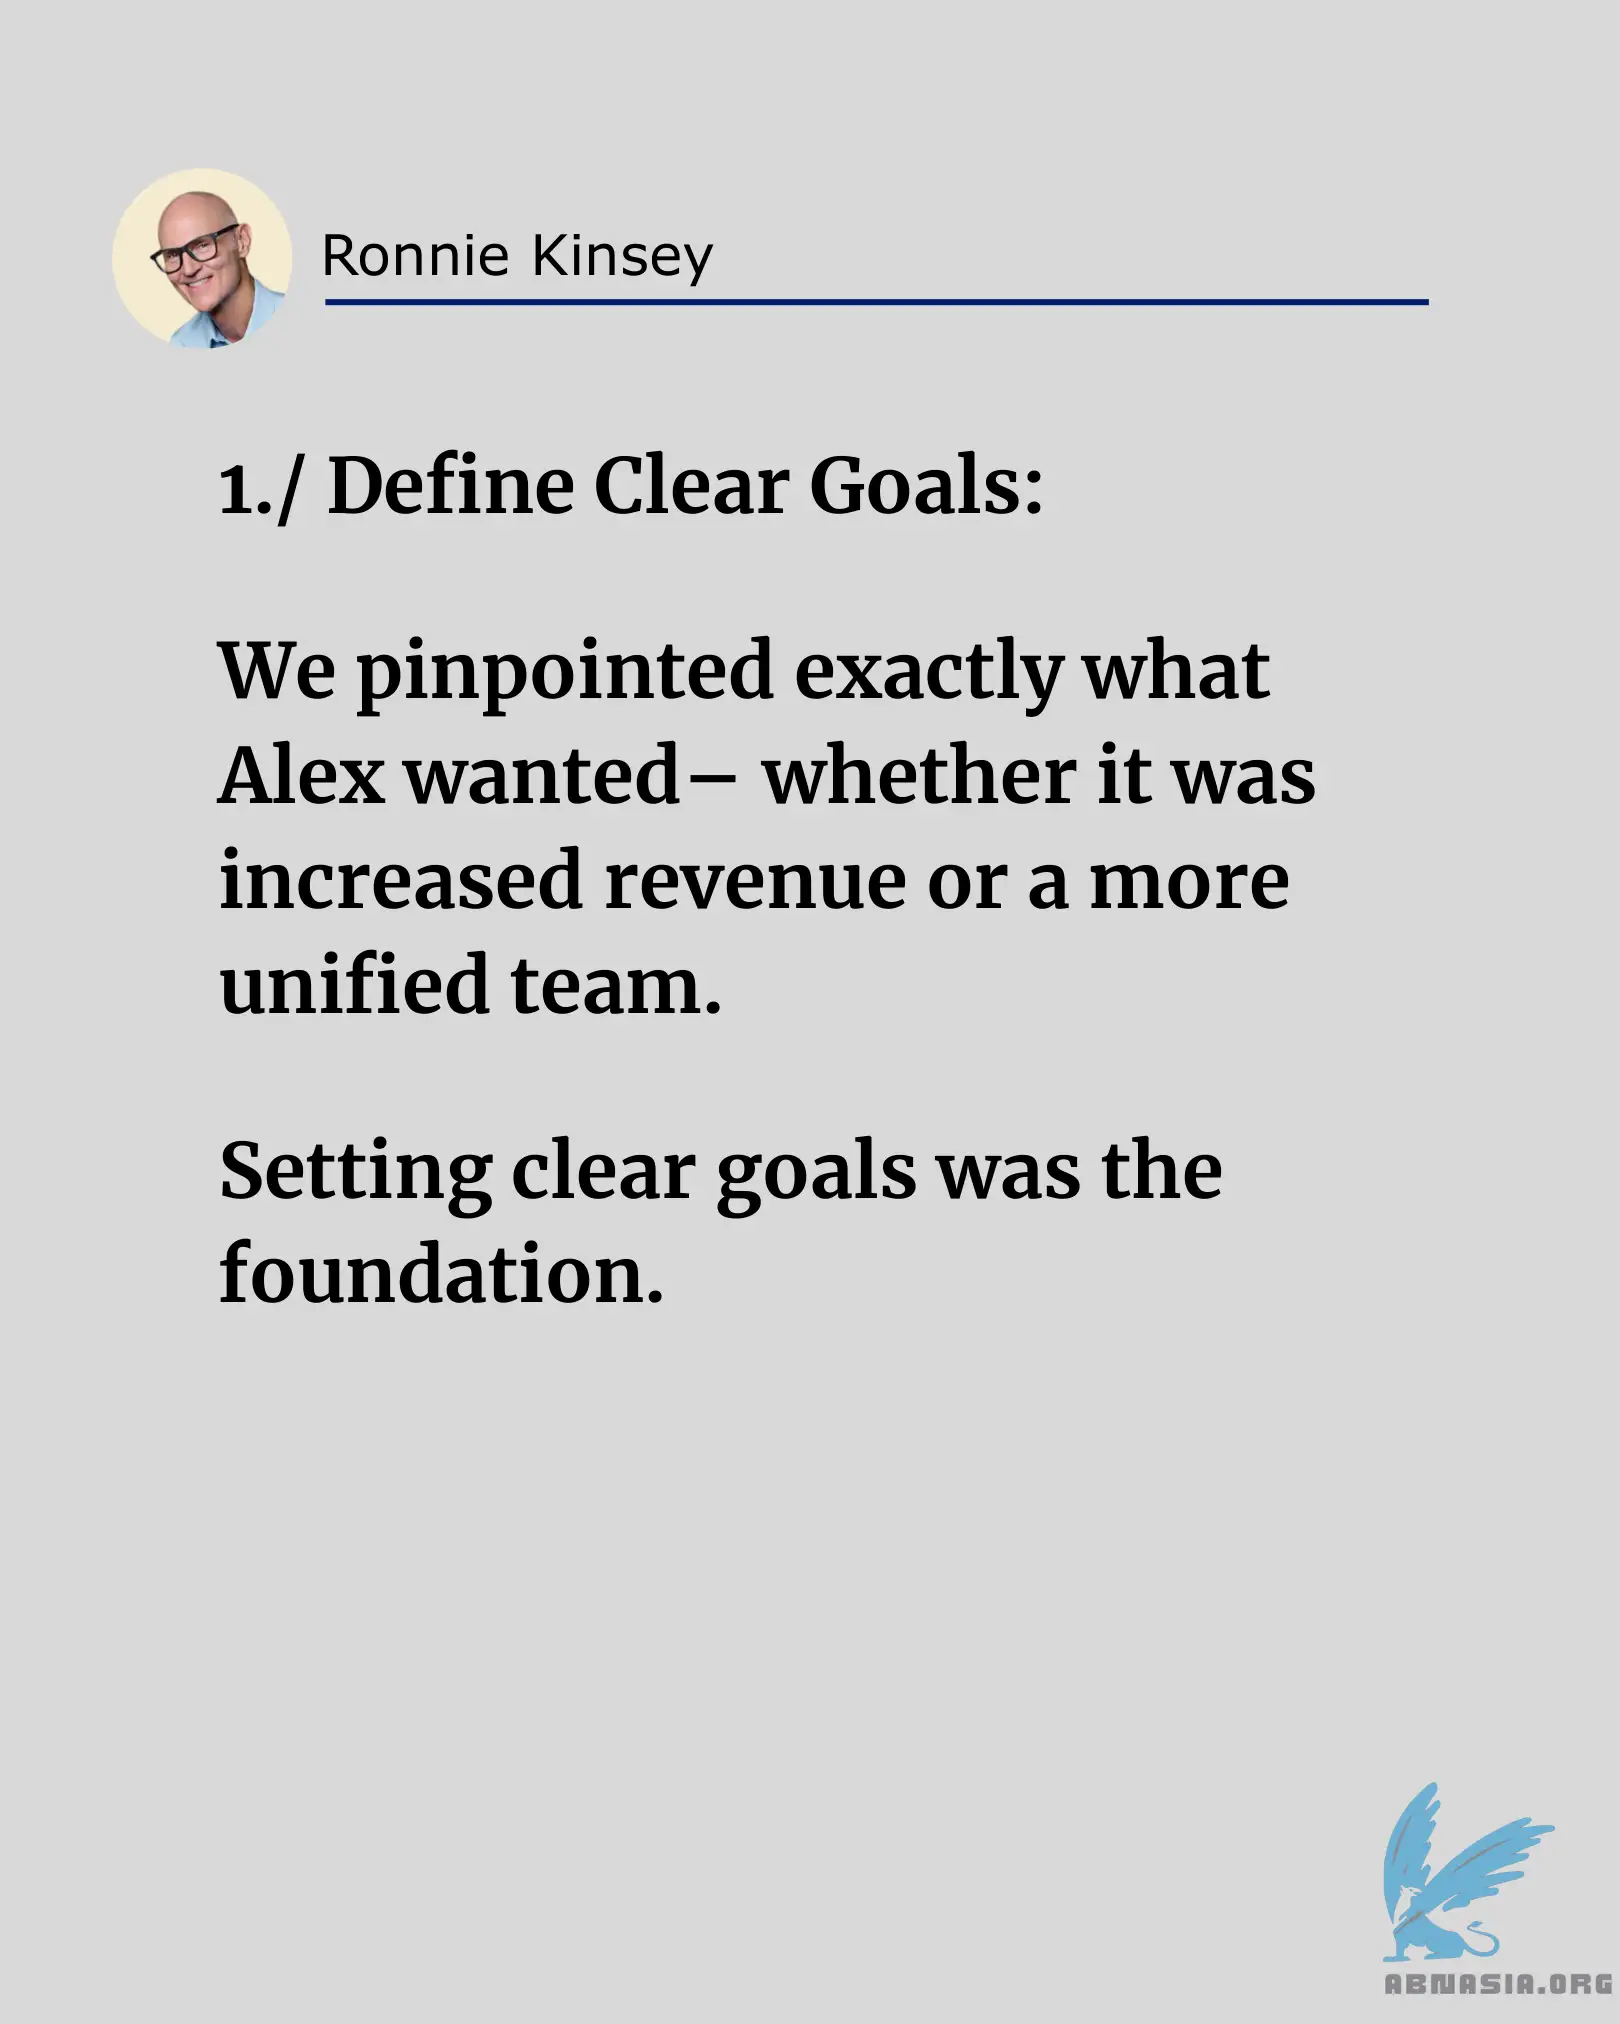 Ronnie Kinsey
1./ Define Clear Goals:
We pinpointed exactly what
Alex wanted– whether it was
increased revenue or a more
unified team.
Setting clear goals was the
foundation.
ABNASIA.ORG